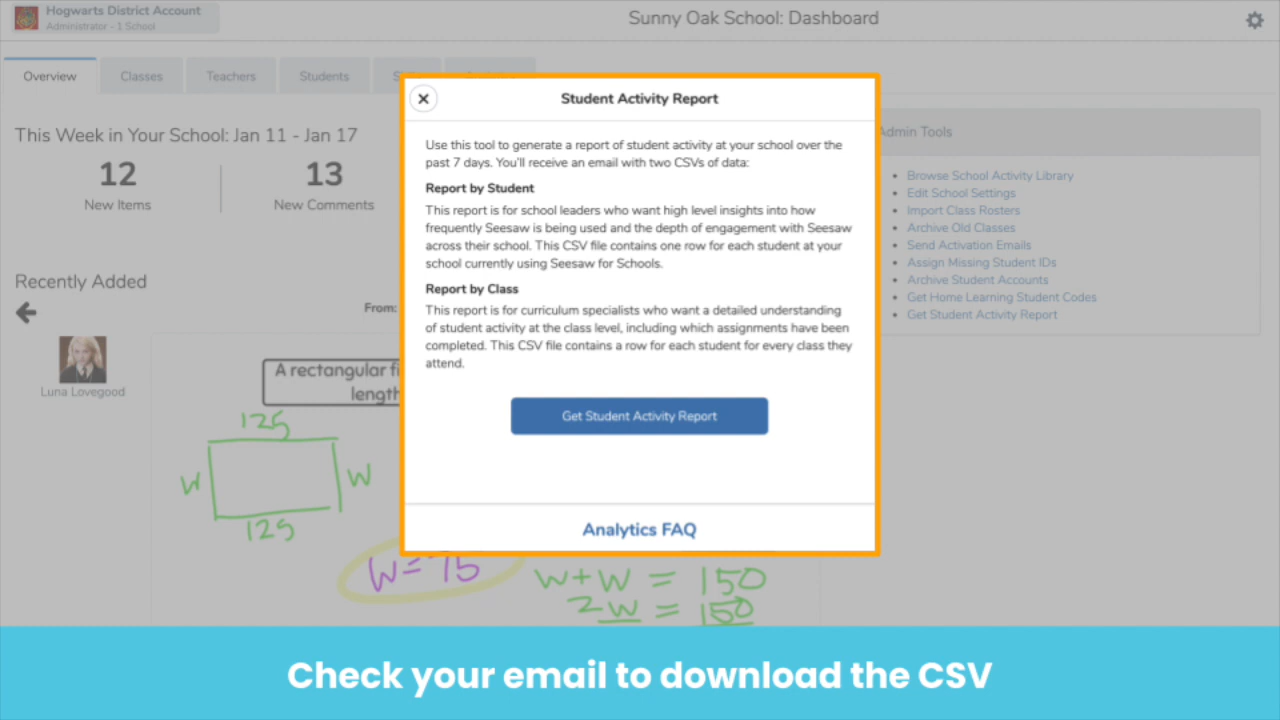 Hogwarts District Account
Administrator - 1 School
Sunny Oak School: Dashboard
Overview
Classes
Teachers
Students
This Week in Your School: Jan 11 - Jan 17
12
New Items
13
New Comments
Recently Added
From:
Luna Lovegood
A rectangular
length
125
W
W
125
W = 75
W + W = 150
2W = 150
Student Activity Report
Use this tool to generate a report of student activity at your school over the
past 7 days. You'll receive an email with two CSVs of data:
Report by Student
This report is for school leaders who want high level insights into how
frequently Seesaw is being used and the depth of engagement with Seesaw
across their school. This CSV file contains one row for each student at your
school currently using Seesaw for Schools.
Report by Class
This report is for curriculum specialists who want a detailed understanding
of student activity at the class level, including which assignments have been
completed. This CSV file contains a row for each student for every class they
attend.
Get Student Activity Report
Analytics FAQ
Admin Tools
Browse School Activity Library
Edit School Settings
Import Class Rosters
Archive Old Classes
Send Activation Emails
Assign Missing Student IDs
Archive Student Accounts
Get Home Learning Student Codes
Get Student Activity Report
Check your email to download the CSV